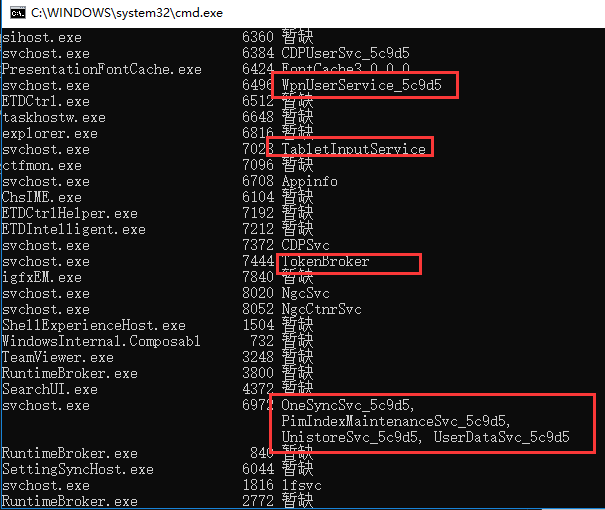 C:\WINDOWS\system32\cmd.exe
sihost.exe 6360 暂缺
svchost.exe 6384 CDPUserSvc_5c9d5
PresentationFontCache.exe 6424 FontCache3.0.0.0
svchost.exe 6496 WpnUserService_5c9d5
ETDCtrl.exe 6512 暂缺
taskhostw.exe 6648 暂缺
explorer.exe 6816 暂缺
svchost.exe 7028 TabletInputService
ctfmon.exe 7096 暂缺
svchost.exe 6708 Appinfo
ChsIME.exe 6104 暂缺
ETDCtrlHelper.exe 7192 暂缺
ETDIntelligent.exe 7212 暂缺
svchost.exe 7372 CDPSvc
svchost.exe 7444 TokenBroker
igfxEM.exe 7840 暂缺
svchost.exe 8020 NgcSvc
svchost.exe 8052 NgcCtnrSvc
ShellExperienceHost.exe 1504 暂缺
WindowsInternal.Composabl 732 暂缺
TeamViewer.exe 3248 暂缺
RuntimeBroker.exe 3800 暂缺
SearchUI.exe 4372 暂缺
svchost.exe 6972 OneSyncSvc_5c9d5,
PimIndexMaintenanceSvc_5c9d5,
UnistoreSvc_5c9d5, UserDataSvc_5c9d5
RuntimeBroker.exe 840 暂缺
SettingSyncHost.exe 6044 暂缺
svchost.exe 1816 lfsvc
RuntimeBroker.exe 2772 暂缺